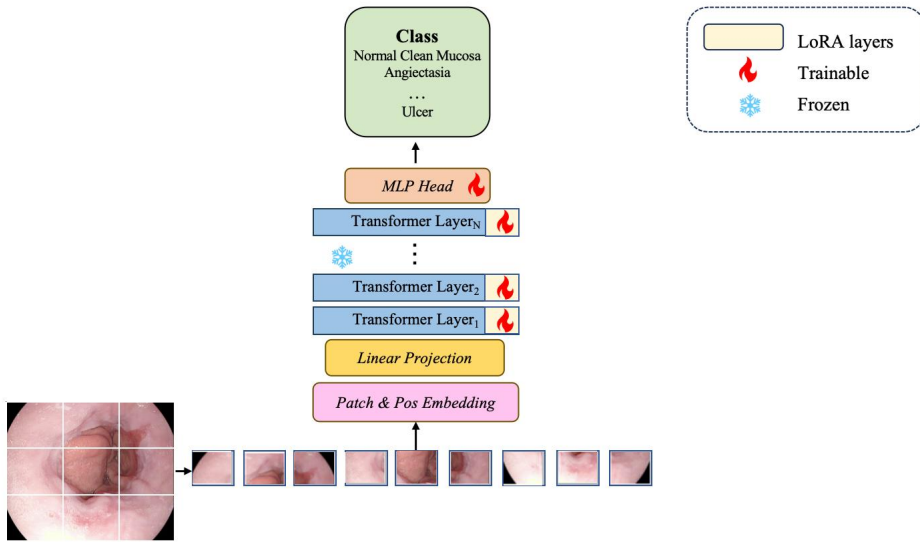 Class
Normal Clean Mucosa
Angiectasia
...
Ulcer
MLP Head
Transformer LayerN
⋮
Transformer Layer2
Transformer Layer1
Linear Projection
Patch & Pos Embedding
LoRA layers
Trainable
Frozen